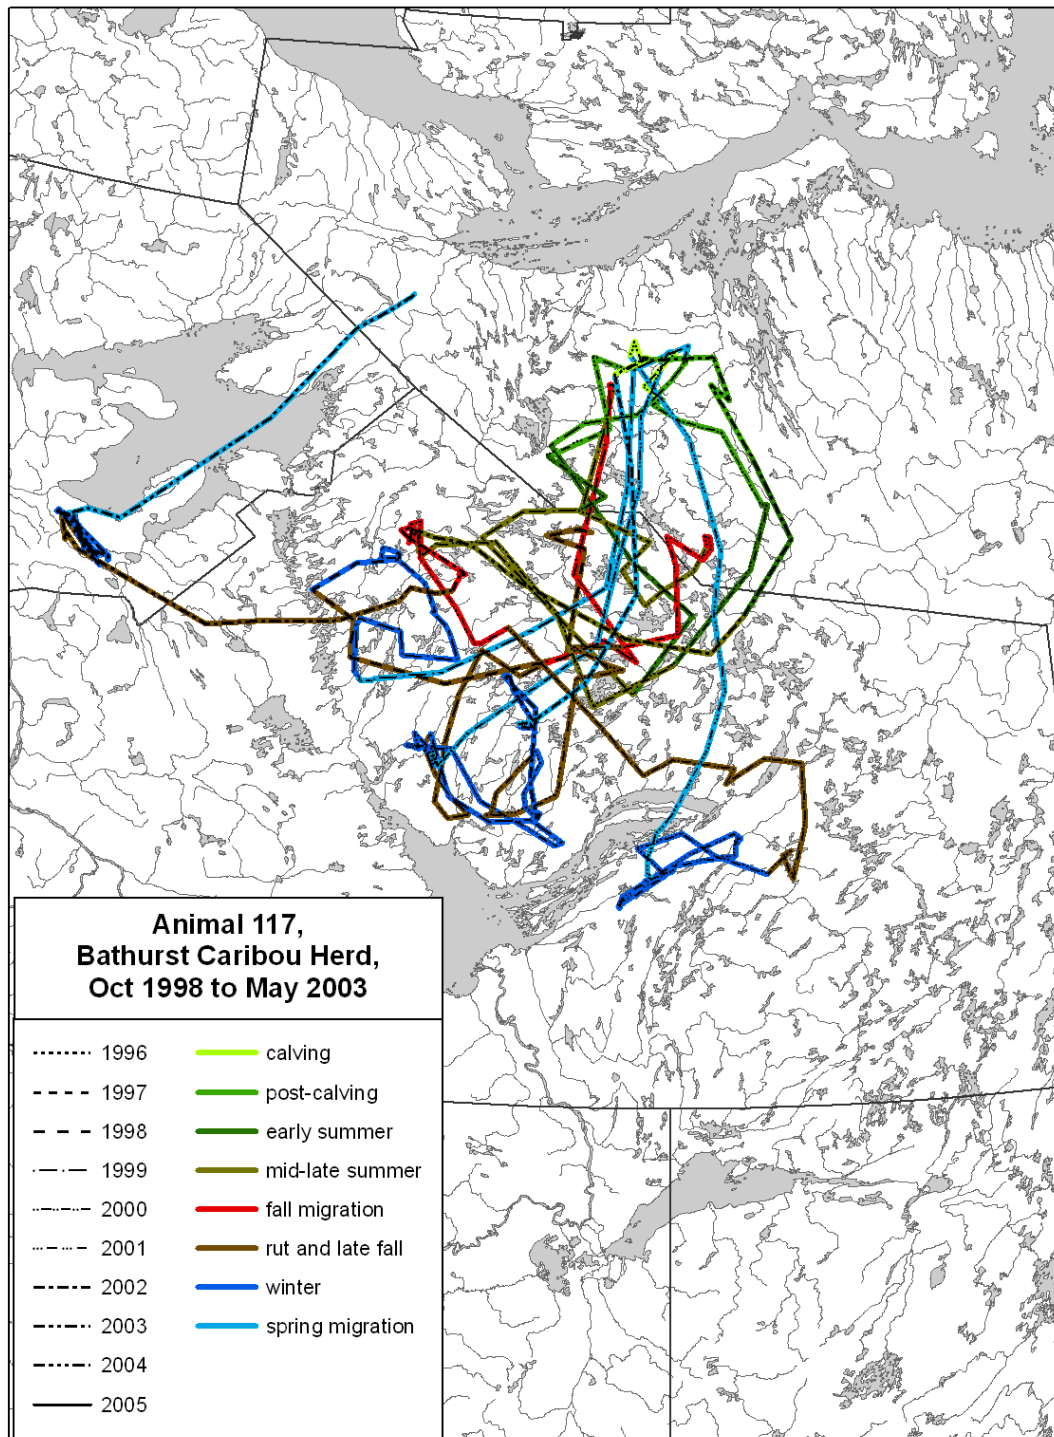 Animal 117,
Bathurst Caribou Herd,
Oct 1998 to May 2003
1996
1997
1998
1999
2000
2001
2002
2003
2004
2005
calving
post-calving
early summer
mid-late summer
fall migration
rut and late fall
winter
spring migration